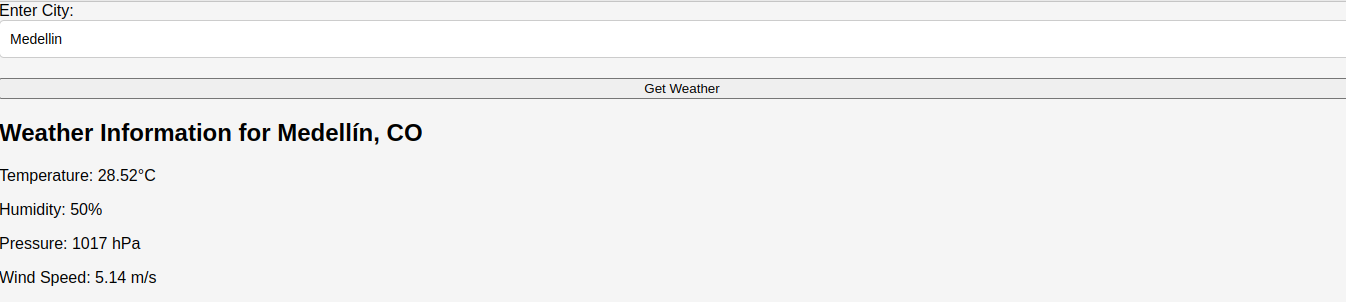 Enter City:
Medellin
Get Weather
Weather Information for Medellín, CO
Temperature: 28.52°C
Humidity: 50%
Pressure: 1017 hPa
Wind Speed: 5.14 m/s